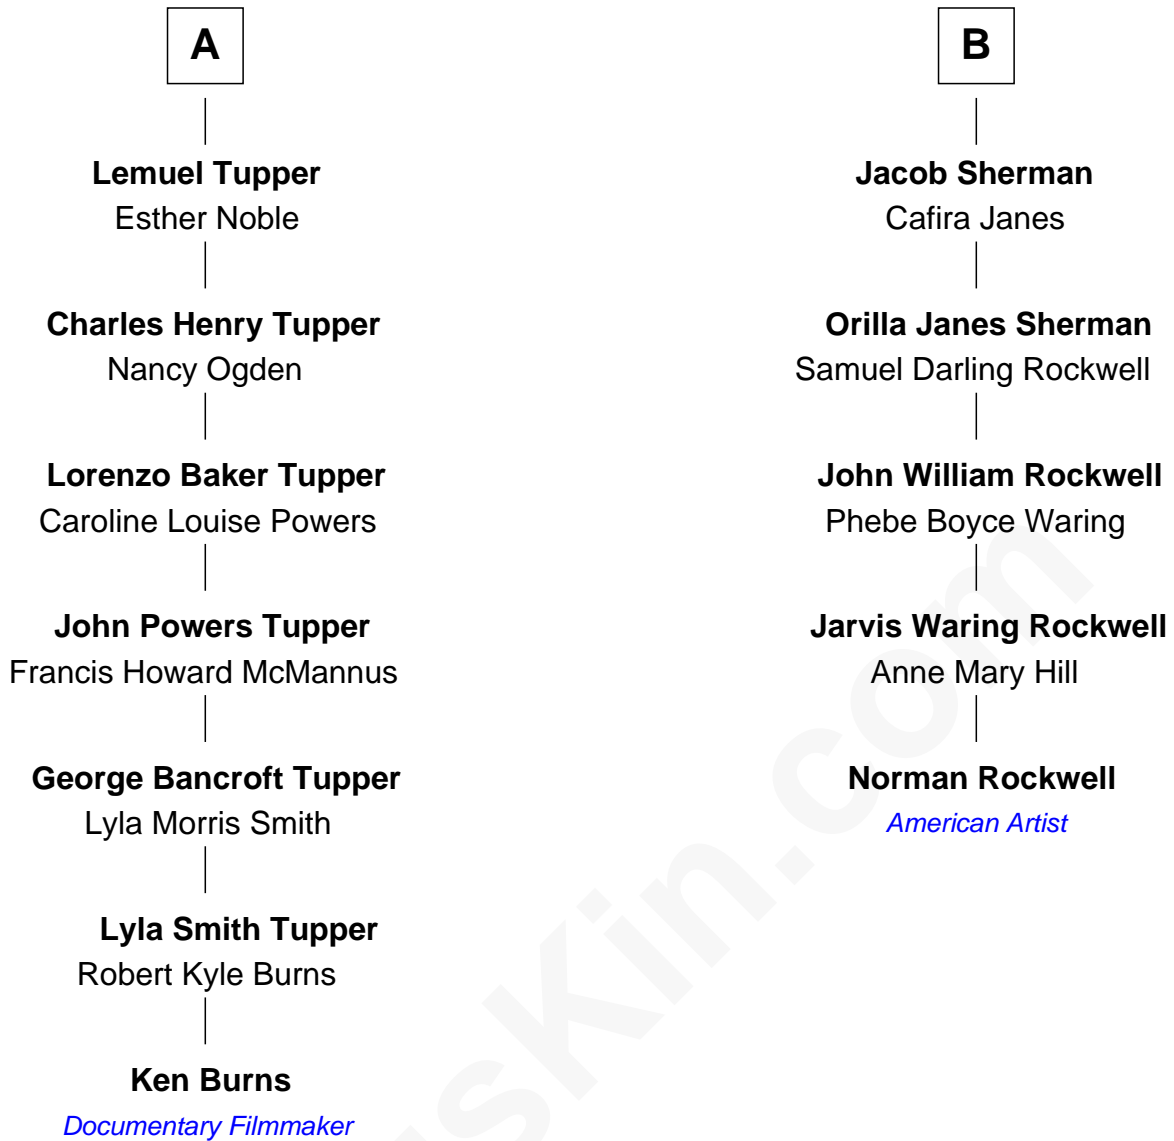 A
Lemuel Tupper
Esther Noble
Charles Henry Tupper
Nancy Ogden
Lorenzo Baker Tupper
Caroline Louise Powers
John Powers Tupper
Francis Howard McMannus
George Bancroft Tupper
Lyla Morris Smith
Lyla Smith Tupper
Robert Kyle Burns
Ken Burns
Documentary Filmmaker
B
Jacob Sherman
Cafira Janes
Orilla Janes Sherman
Samuel Darling Rockwell
John William Rockwell
Phebe Boyce Waring
Jarvis Waring Rockwell
Anne Mary Hill
Norman Rockwell
American Artist
usKin.com